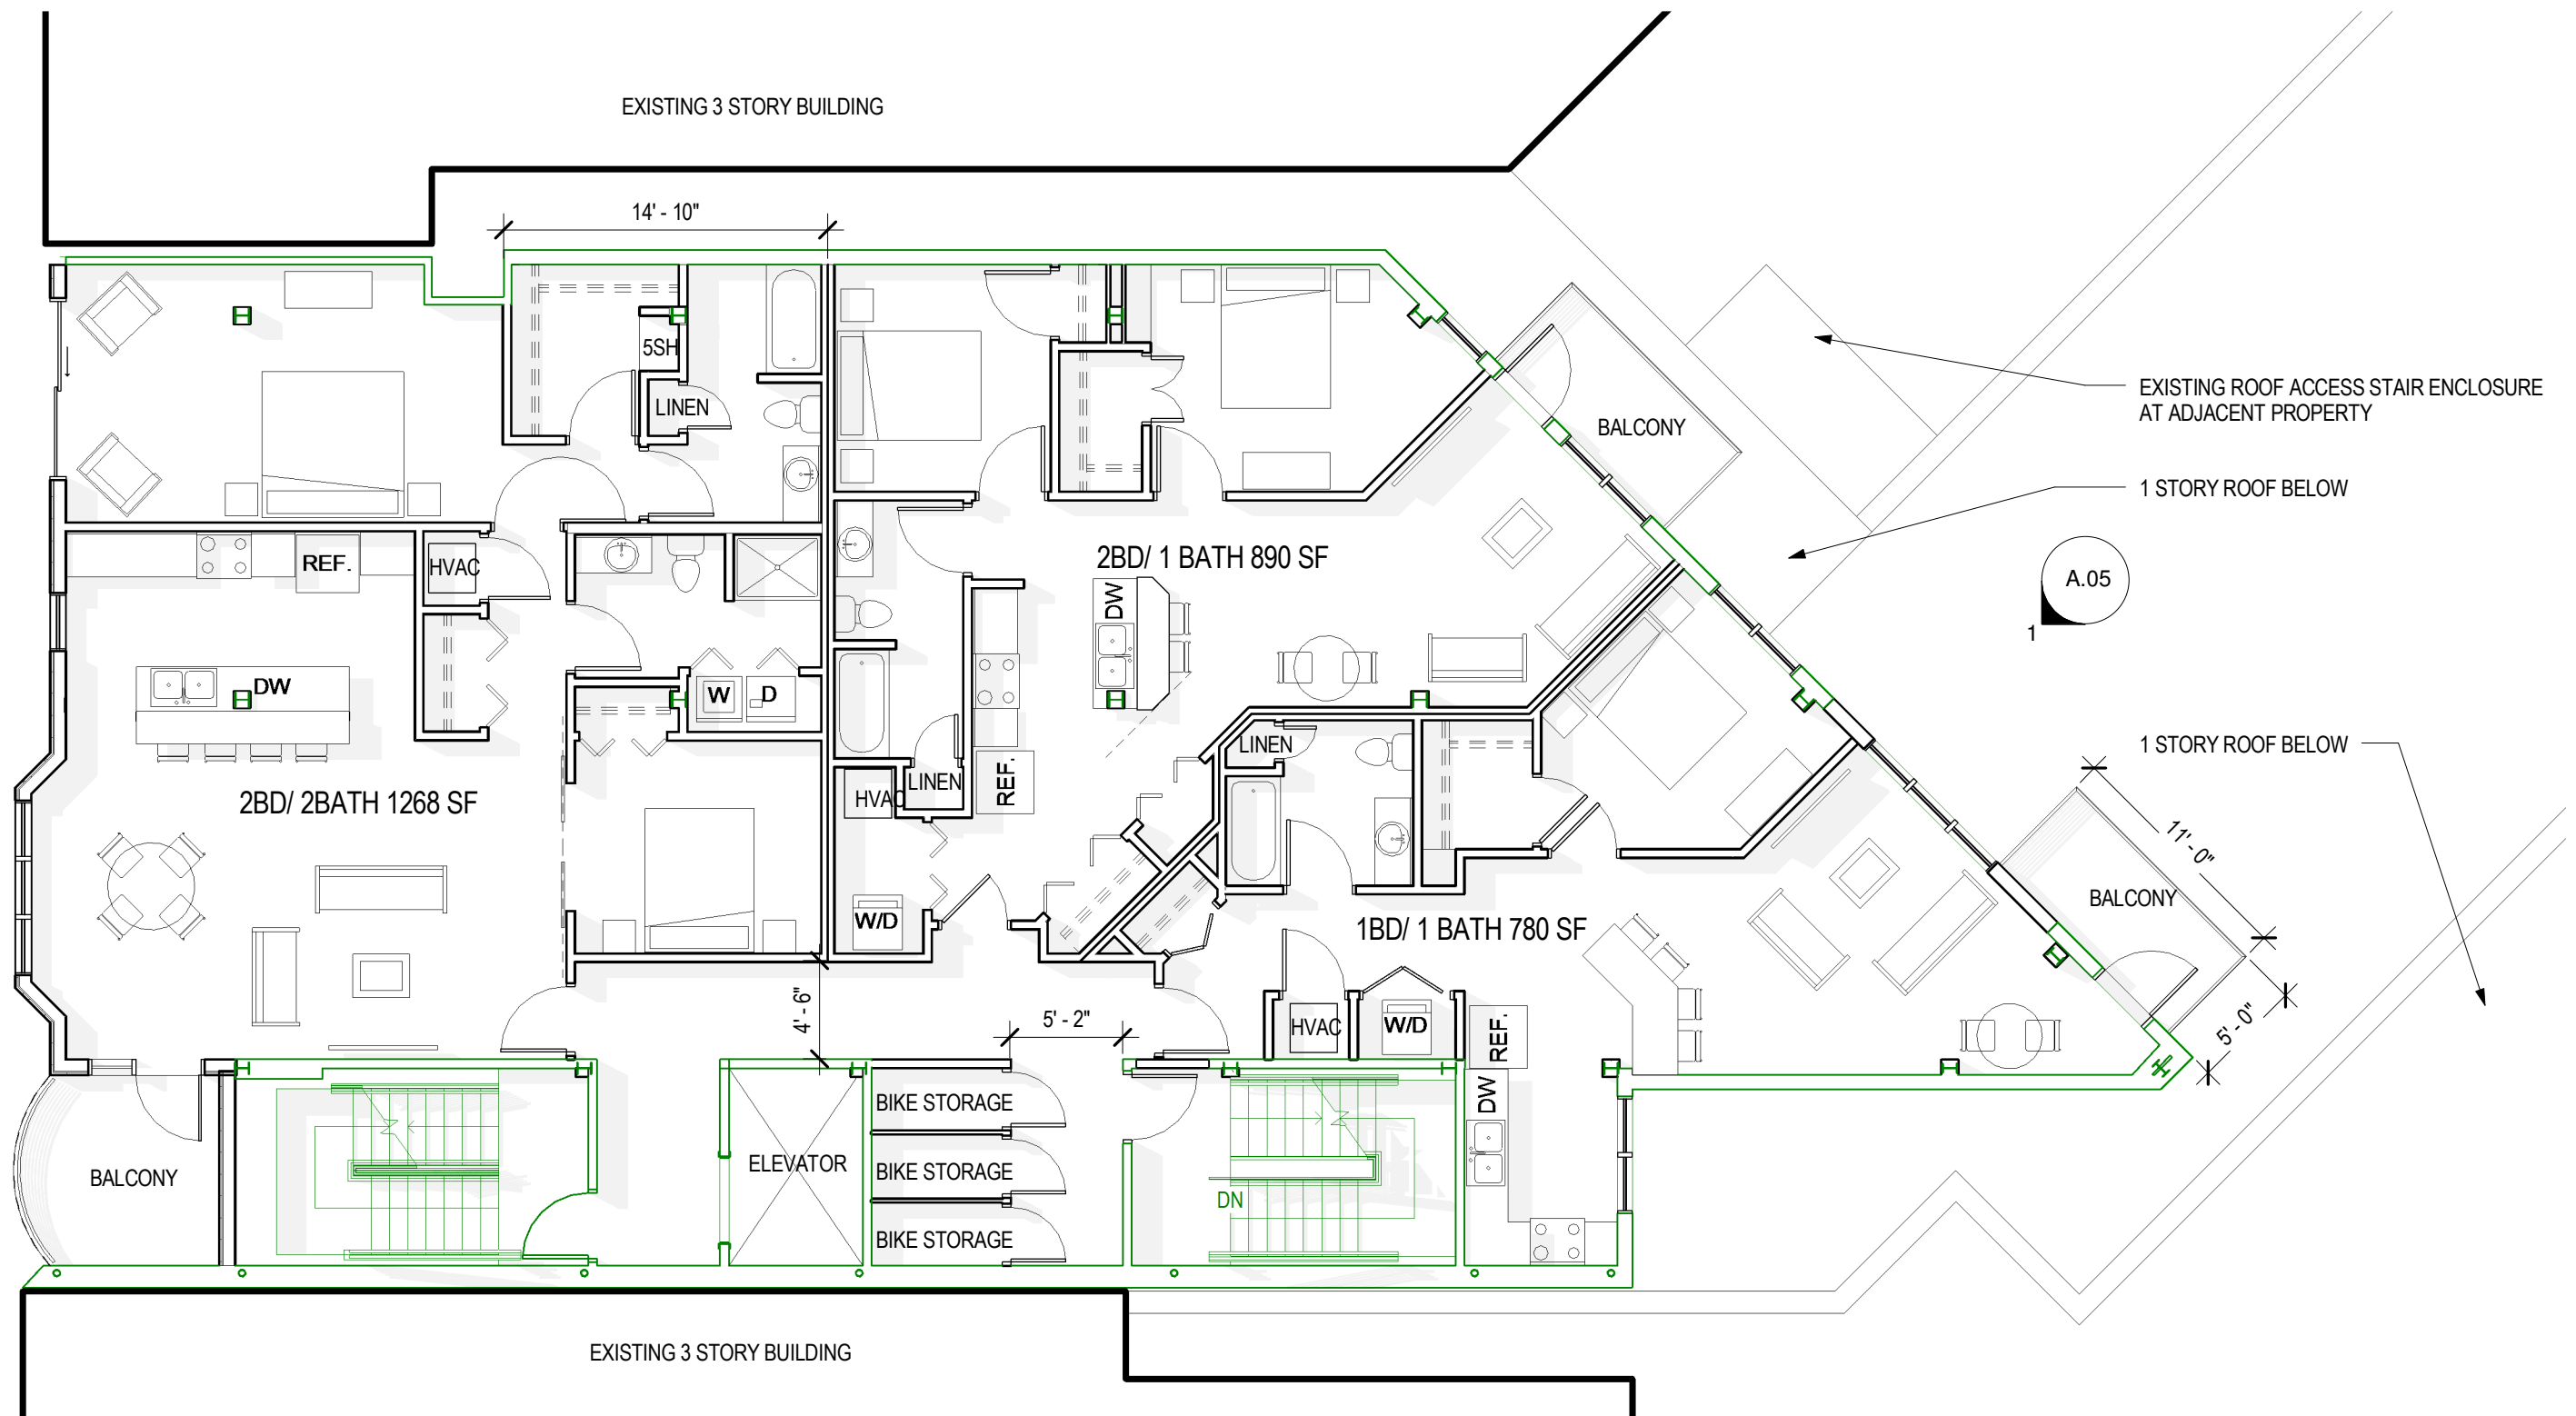 EXISTING 3 STORY BUILDING
14' - 10"
5SH
LINEN
BALCONY
EXISTING ROOF ACCESS STAIR ENCLOSURE
AT ADJACENT PROPERTY
1 STORY ROOF BELOW
REF.
HVAC
2BD/ 1 BATH 890 SF
DW
A.05
1
W
D
DW
LINEN
1 STORY ROOF BELOW
2BD/ 2BATH 1268 SF
HVAC
LINEN
REF.
11' - 0"
BALCONY
W/D
1BD/ 1 BATH 780 SF
4' - 6"
5' - 2"
HVAC
W/D
REF.
5' - 0"
DW
BIKE STORAGE
BALCONY
ELEVATOR
BIKE STORAGE
DN
BIKE STORAGE
EXISTING 3 STORY BUILDING